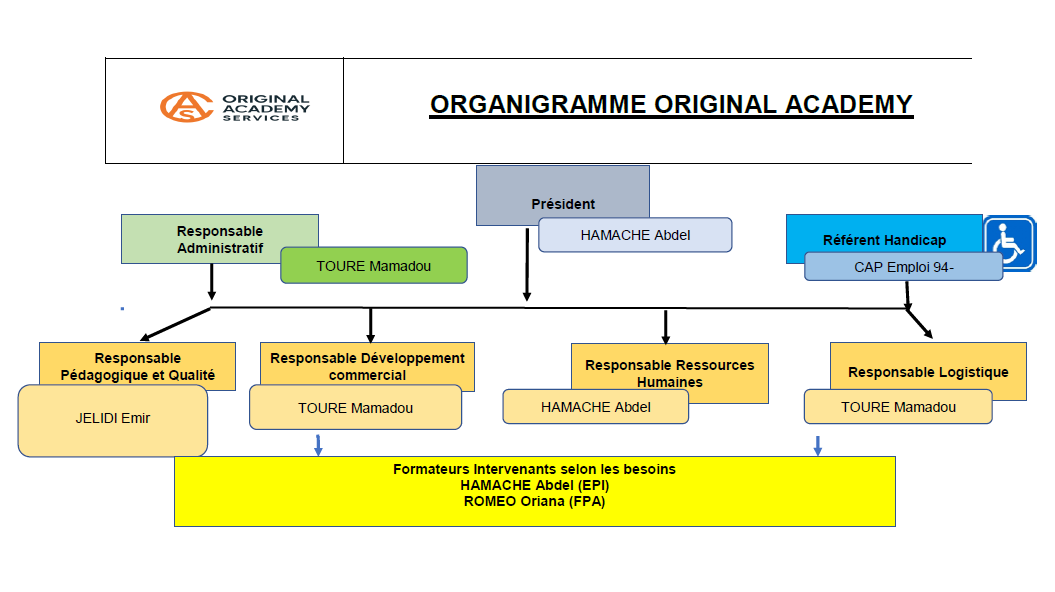 CAS
ORIGINAL
ACADEMY
SERVICES
ORGANIGRAMME ORIGINAL ACADEMY
Président
HAMACHE Abdel
Responsable
Administratif
TOURE Mamadou
Référent Handicap
CAP Emploi 94-
Responsable
Pédagogique et Qualité
JELIDI Emir
Responsable Développement
commercial
TOURE Mamadou
Responsable Ressources
Humaines
HAMACHE Abdel
Responsable Logistique
TOURE Mamadou
Formateurs Intervenants selon les besoins
HAMACHE Abdel (EPI)
ROMEO Oriana (FPA)